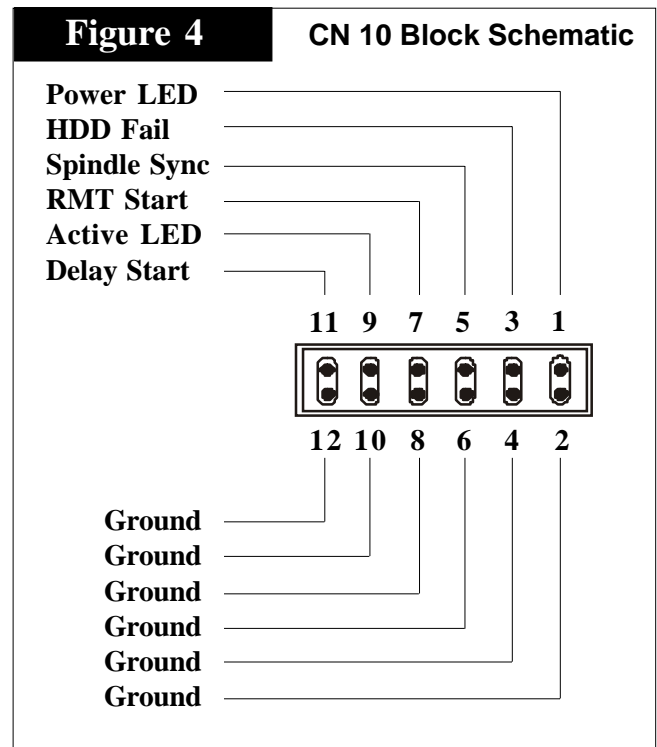 Figure 4 CN 10 Block Schematic
Power LED
HDD Fail
Spindle Sync
RMT Start
Active LED
Delay Start
11 9 7 5 3 1
12 10 8 6 4 2
Ground
Ground
Ground
Ground
Ground
Ground